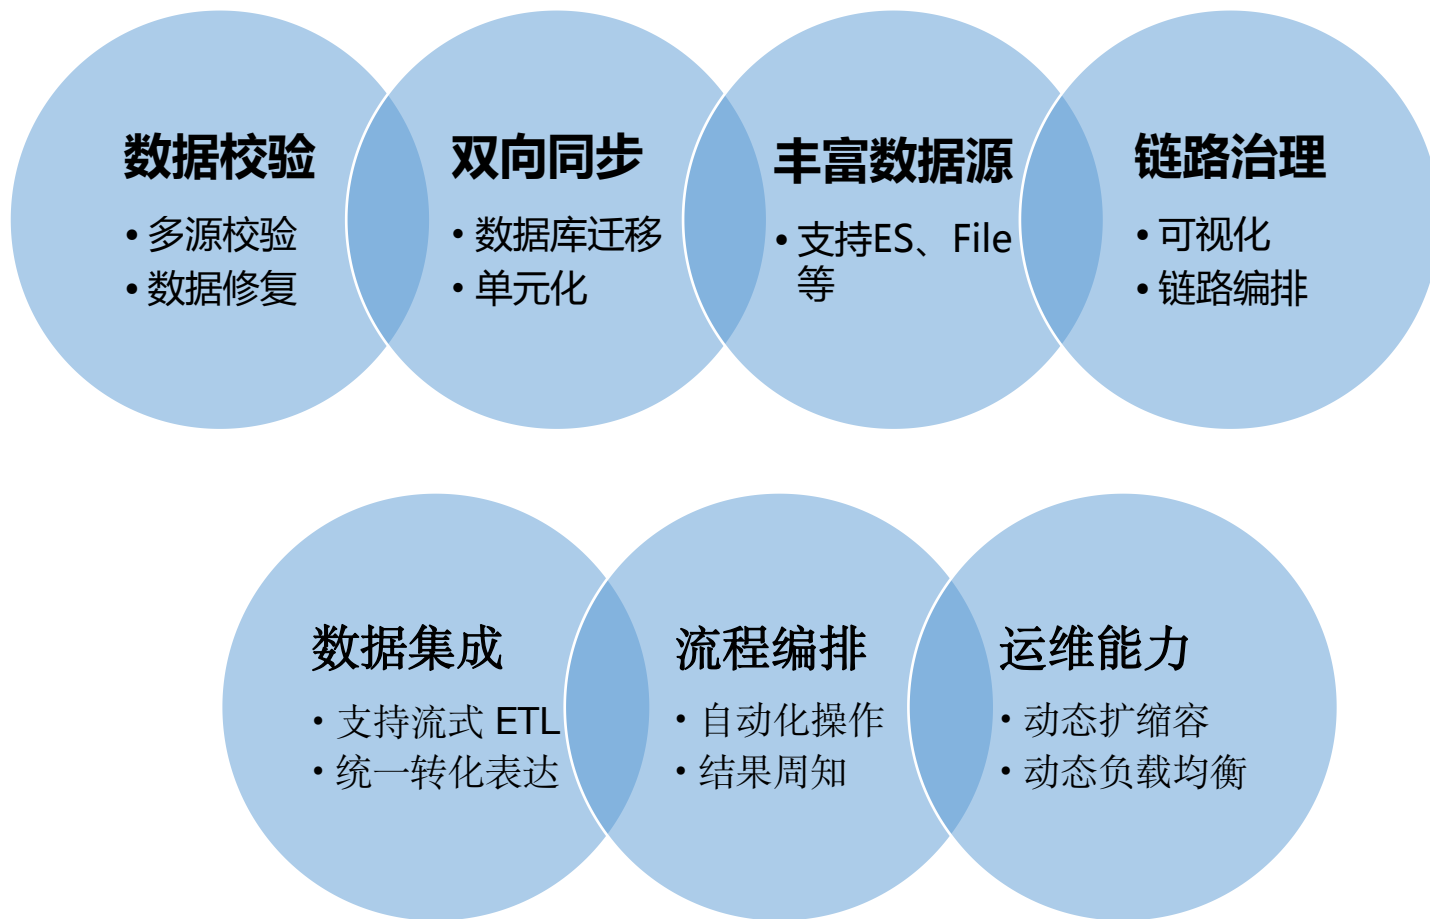 数据校验
• 多源校验
• 数据修复
双向同步
• 数据库迁移
• 单元化
丰富数据源
• 支持ES、File
等
链路治理
• 可视化
• 链路编排
数据集成
• 支持流式 ETL
• 统一转化表达
流程编排
• 自动化操作
• 结果周知
运维能力
• 动态扩缩容
• 动态负载均衡